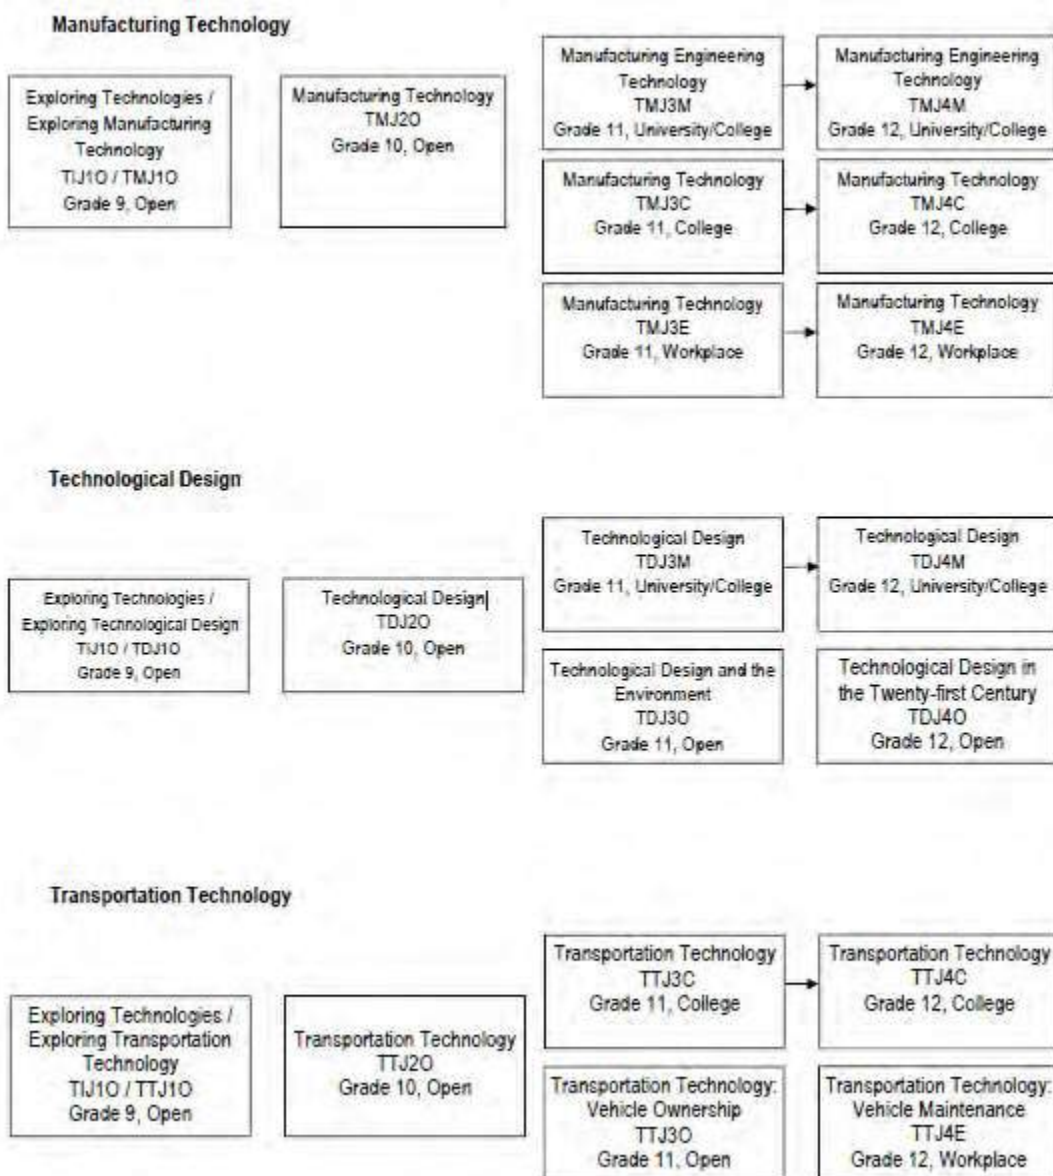 Manufacturing Technology
Exploring Technologies /
Exploring Manufacturing
Technology
TIJ1O / TMJ1O
Grade 9, Open
Manufacturing Technology
TMJ2O
Grade 10, Open
Manufacturing Engineering
Technology
TMJ3M
Grade 11, University/College
Manufacturing Engineering
Technology
TMJ4M
Grade 12, University/College
Manufacturing Technology
TMJ3C
Grade 11, College
Manufacturing Technology
TMJ4C
Grade 12, College
Manufacturing Technology
TMJ3E
Grade 11, Workplace
Manufacturing Technology
TMJ4E
Grade 12, Workplace
Technological Design
Exploring Technologies /
Exploring Technological Design
TIJ1O / TDJ1O
Grade 9, Open
Technological Design
TDJ2O
Grade 10, Open
Technological Design
TDJ3M
Grade 11, University/College
Technological Design
TDJ4M
Grade 12, University/College
Technological Design and the
Environment
TDJ3O
Grade 11, Open
Technological Design in
the Twenty-first Century
TDJ4O
Grade 12, Open
Transportation Technology
Exploring Technologies /
Exploring Transportation
Technology
TIJ1O / TTJ1O
Grade 9, Open
Transportation Technology
TTJ2O
Grade 10, Open
Transportation Technology
TTJ3C
Grade 11, College
Transportation Technology
TTJ4C
Grade 12, College
Transportation Technology:
Vehicle Ownership
TTJ3O
Grade 11, Open
Transportation Technology:
Vehicle Maintenance
TTJ4E
Grade 12, Workplace